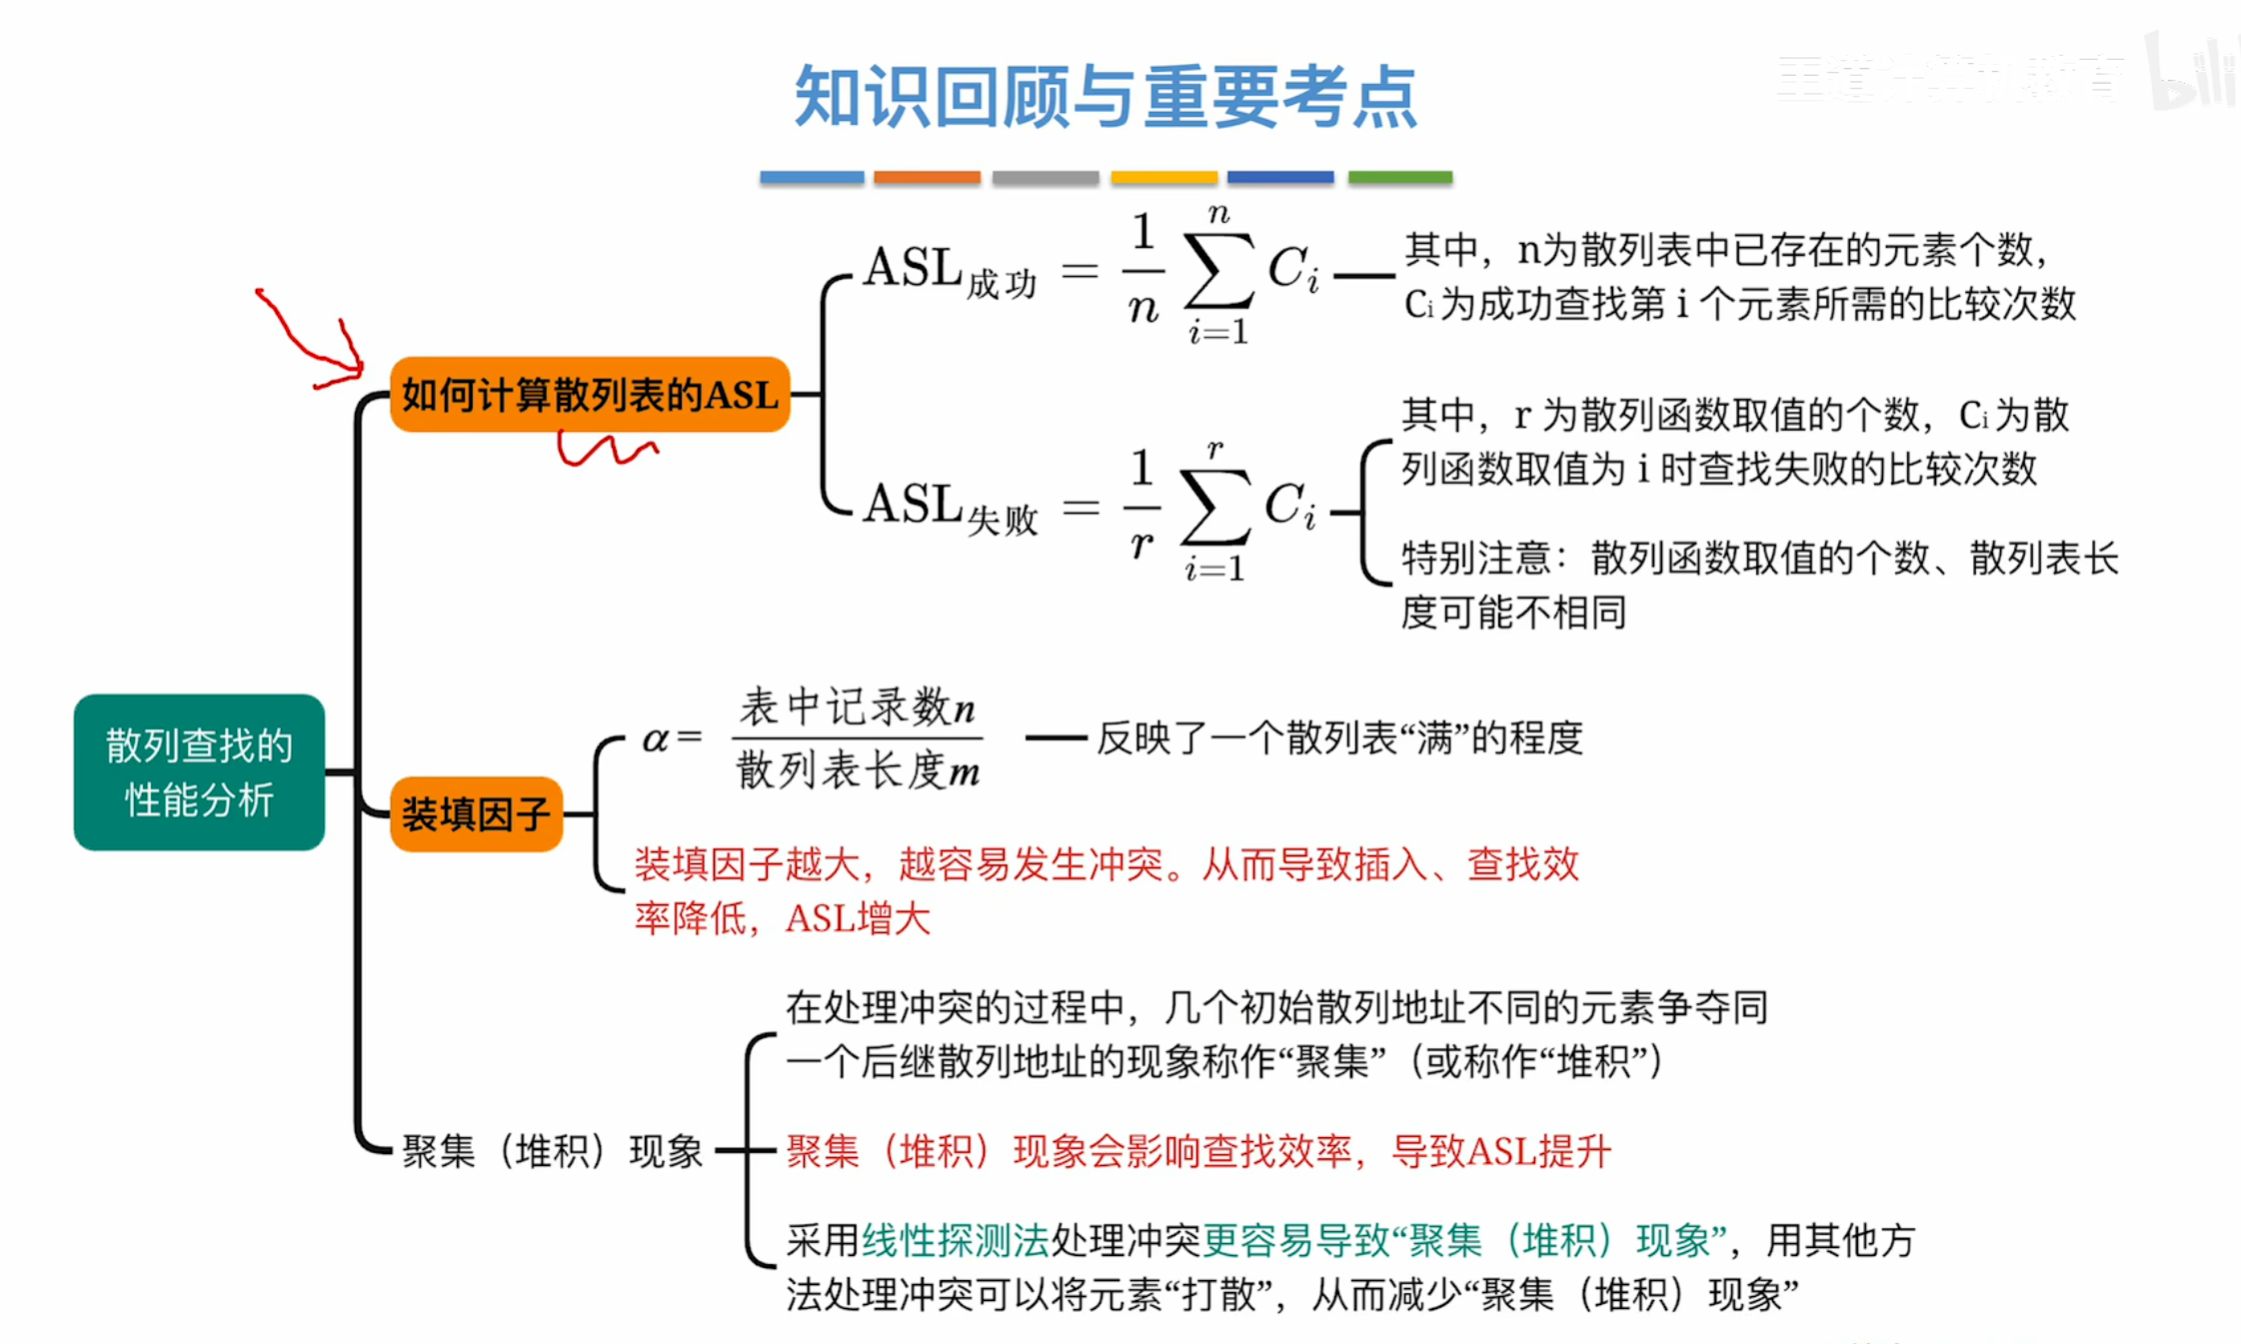 知识回顾与重要考点
王道计算机教育
bili
散列查找的
性能分析
如何计算散列表的ASL
ASL成功 = 1/n ∑_{i=1}^{n} C_i
其中，n为散列表中已存在的元素个数，
Cᵢ为成功查找第 i 个元素所需的比较次数
ASL失败 = 1/r ∑_{i=1}^{r} C_i
其中，r 为散列函数取值的个数，Cᵢ为散
列函数取值为 i 时查找失败的比较次数
特别注意：散列函数取值的个数、散列表长
度可能不相同
装填因子
α = 表中记录数n / 散列表长度m
反映了一个散列表“满”的程度
装填因子越大，越容易发生冲突。从而导致插入、查找效
率降低，ASL增大
聚集（堆积）现象
在处理冲突的过程中，几个初始散列地址不同的元素争夺同
一个后继散列地址的现象称作“聚集”（或称作“堆积”）
聚集（堆积）现象会影响查找效率，导致ASL提升
采用线性探测法处理冲突更容易导致“聚集（堆积）现象”，用其他方
法处理冲突可以将元素“打散”，从而减少“聚集（堆积）现象”